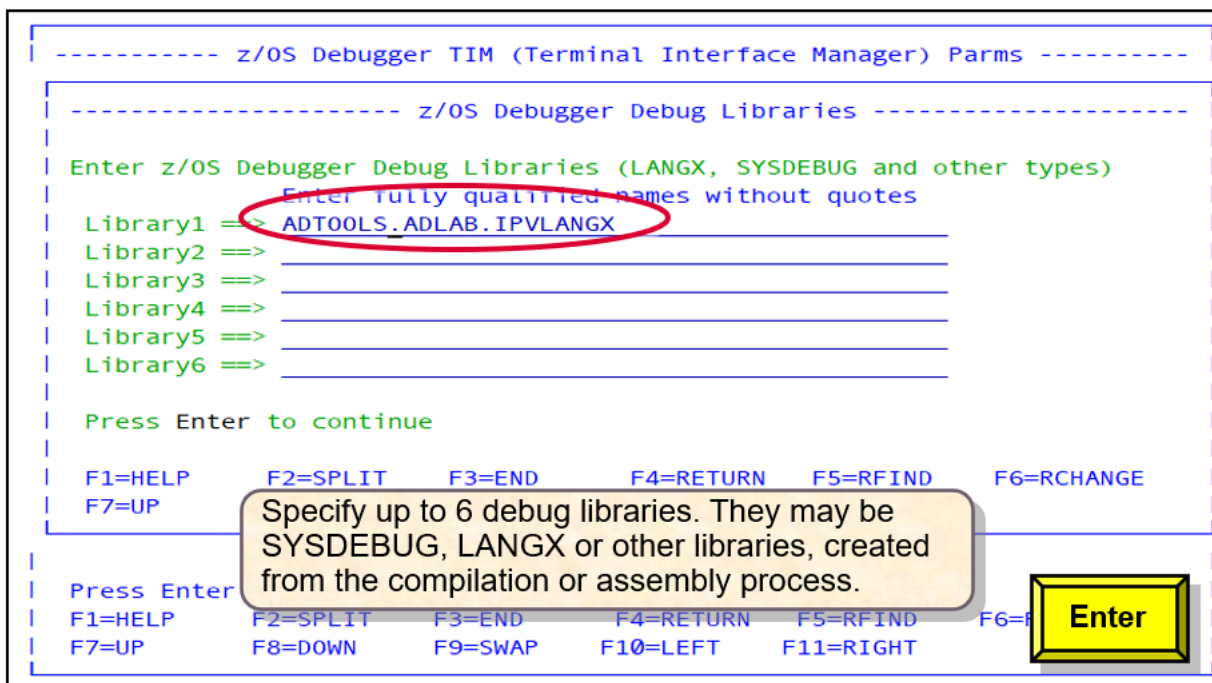 ----------- z/OS Debugger TIM (Terminal Interface Manager) Parms ----------
---------------------- z/OS Debugger Debug Libraries --------------------
Enter z/OS Debugger Debug Libraries (LANGX, SYSDEBUG and other types)
Enter fully qualified names without quotes
Library1 ==> ADTOOLS.ADLAB.IPVLANGX
Library2 ==>
Library3 ==>
Library4 ==>
Library5 ==>
Library6 ==>
Press Enter to continue
F1=HELP F2=SPLIT F3=END F4=RETURN F5=RFIND F6=RCHANGE
F7=UP
Specify up to 6 debug libraries. They may be
SYSDEBUG, LANGX or other libraries, created
from the compilation or assembly process.
Press Enter
F1=HELP F2=SPLIT F3=END F4=RETURN F5=RFIND F6=
Enter
F7=UP F8=DOWN F9=SWAP F10=LEFT F11=RIGHT